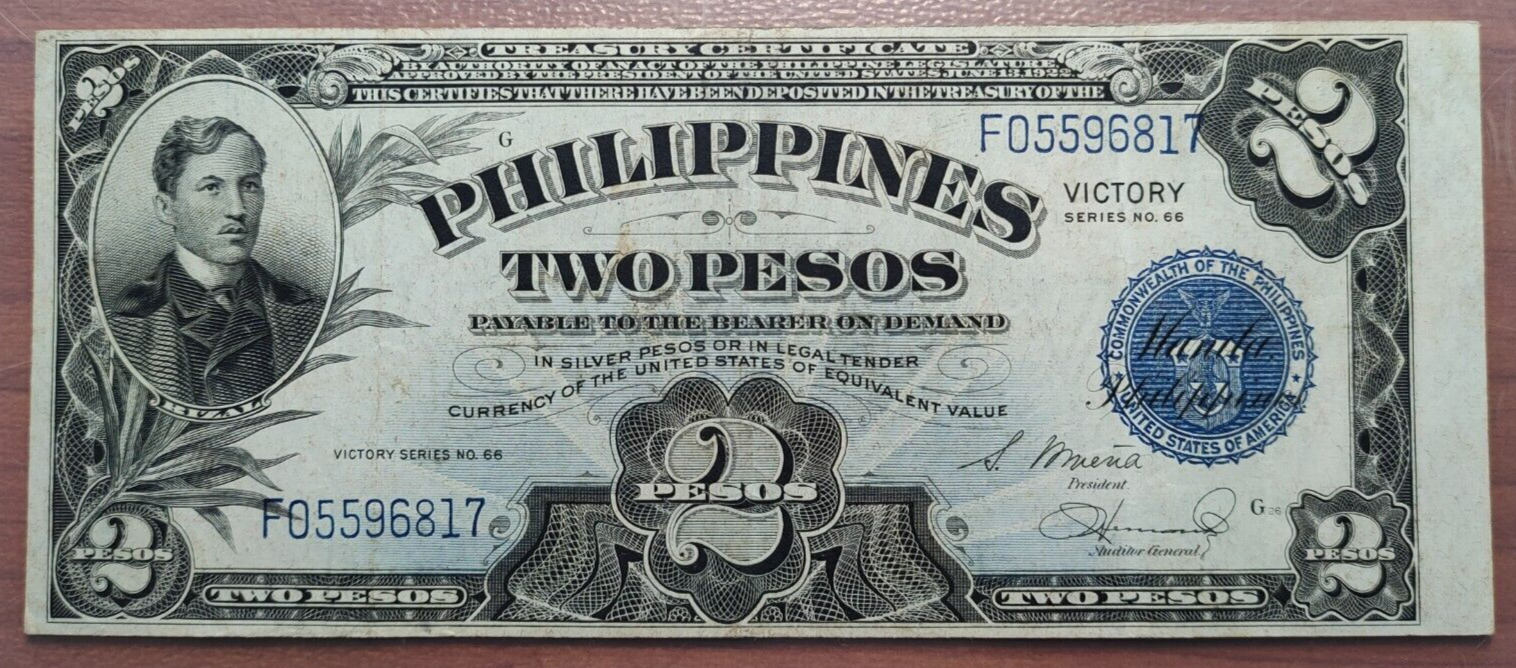 TREASURY CERTIFICATE
BY AUTHORITY OF AN ACT OF THE PHILIPPINE LEGISLATURE
APPROVED BY THE PRESIDENT OF THE UNITED STATES, JUNE 13, 1922
THIS CERTIFIES THAT THERE HAVE BEEN DEPOSITED IN THE TREASURY OF THE
2 PESOS
2 PESOS
G
F05596817
PHILIPPINES
VICTORY
SERIES NO. 66
TWO PESOS
PAYABLE TO THE BEARER ON DEMAND
IN SILVER PESOS OR IN LEGAL TENDER
CURRENCY OF THE UNITED STATES OF EQUIVALENT VALUE
COMMONWEALTH OF THE PHILIPPINES
Manila,
Philippines
UNITED STATES OF AMERICA
RIZAL
VICTORY SERIES NO. 66
F05596817
2 PESOS
President.
Auditor General
G
2 PESOS
2 PESOS
TWO PESOS
TWO PESOS